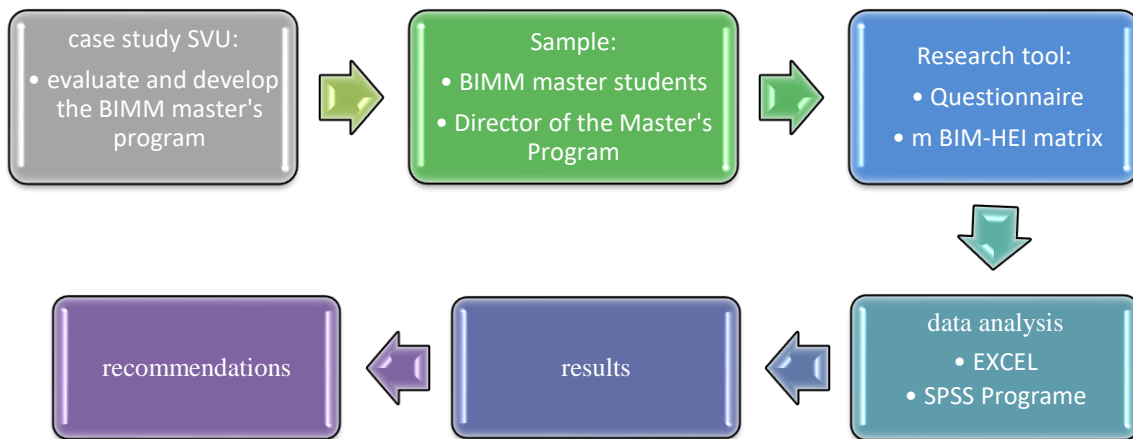 case study SVU:
• evaluate and develop
the BIMM master's
program
Sample:
• BIMM master students
• Director of the Master's
Program
Research tool:
• Questionnaire
• m BIM-HEI matrix
data analysis
• EXCEL
• SPSS Programe
results
recommendations